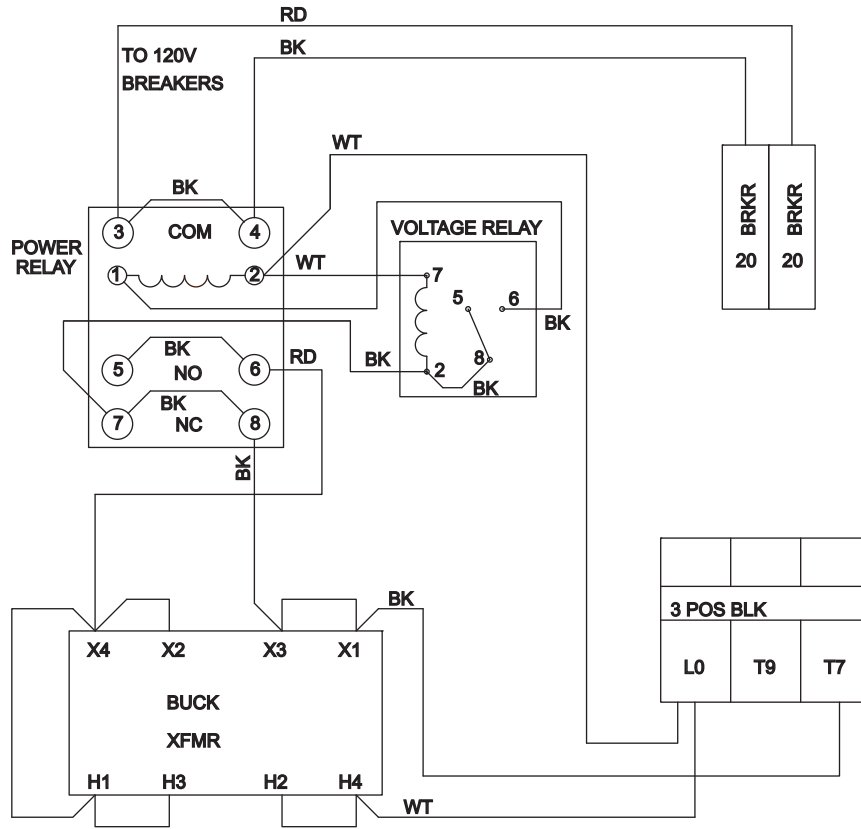 RD
TO 120V
BREAKERS
BK
WT
BK
3
COM
4
POWER
RELAY
1
2
WT
VOLTAGE RELAY
7
5
6
BK
BK
2
8
BK
BRKR
20
BRKR
20
5
BK
NO
6
RD
7
BK
NC
8
BK
BK
3 POS BLK
L0
T9
T7
X4
X2
X3
X1
BUCK
XFMR
H1
H3
H2
H4
WT